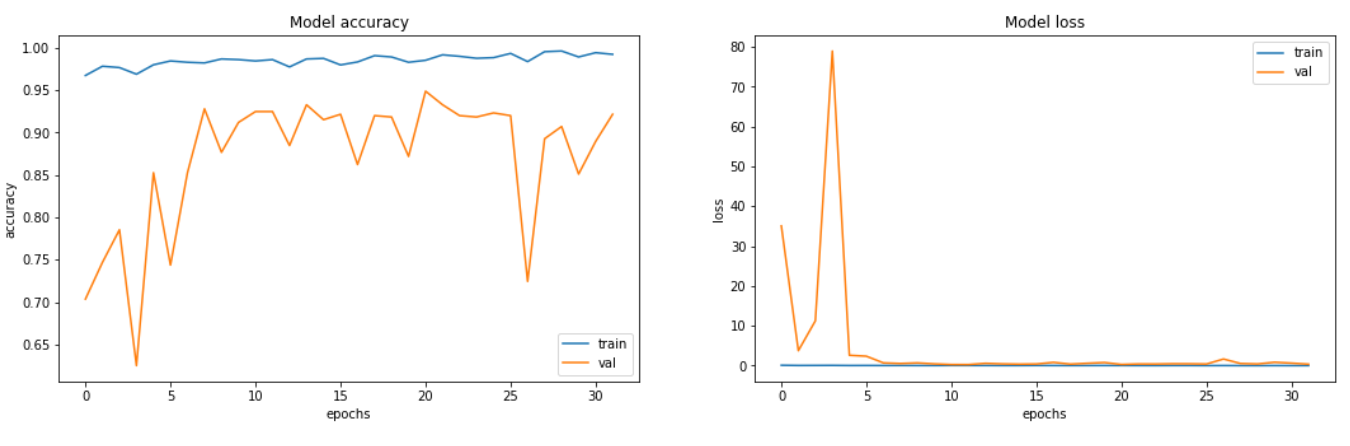 Model accuracy
1.00
0.95
0.90
0.85
0.80
0.75
0.70
0.65
accuracy
train
val
0 5 10 15 20 25 30
epochs
Model loss
80
70
60
50
40
30
20
10
0
loss
train
val
0 5 10 15 20 25 30
epochs